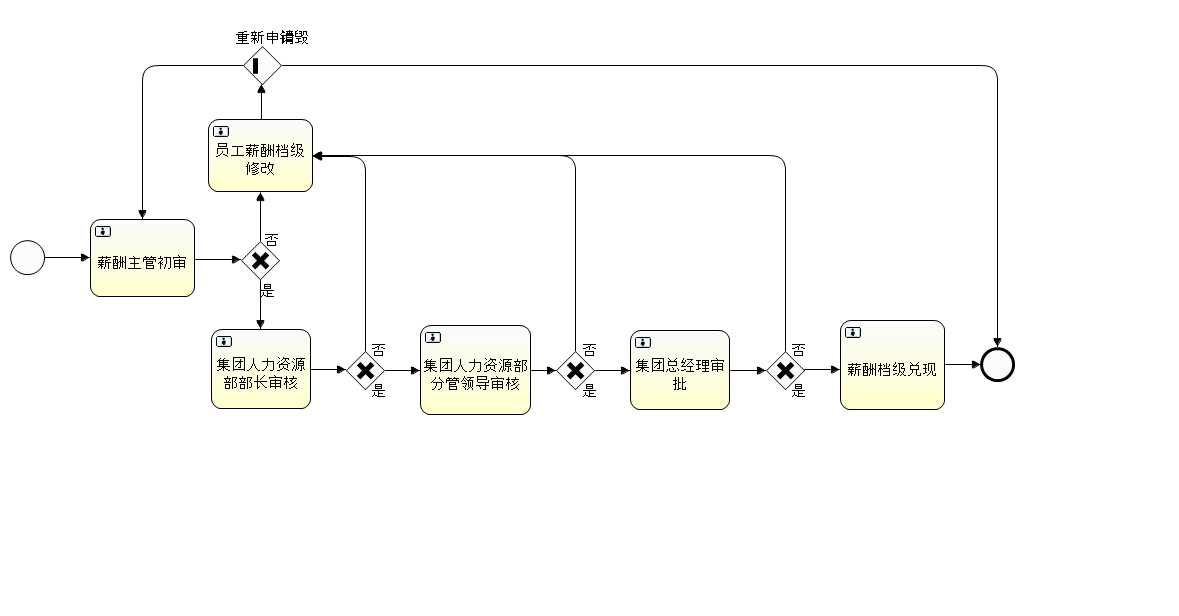 重新申请
销毁
员工薪酬档级
修改
否
薪酬主管初审
是
集团人力资源
部部长审核
否
是
集团人力资源部
分管领导审核
否
是
集团总经理审
批
否
是
薪酬档级兑现